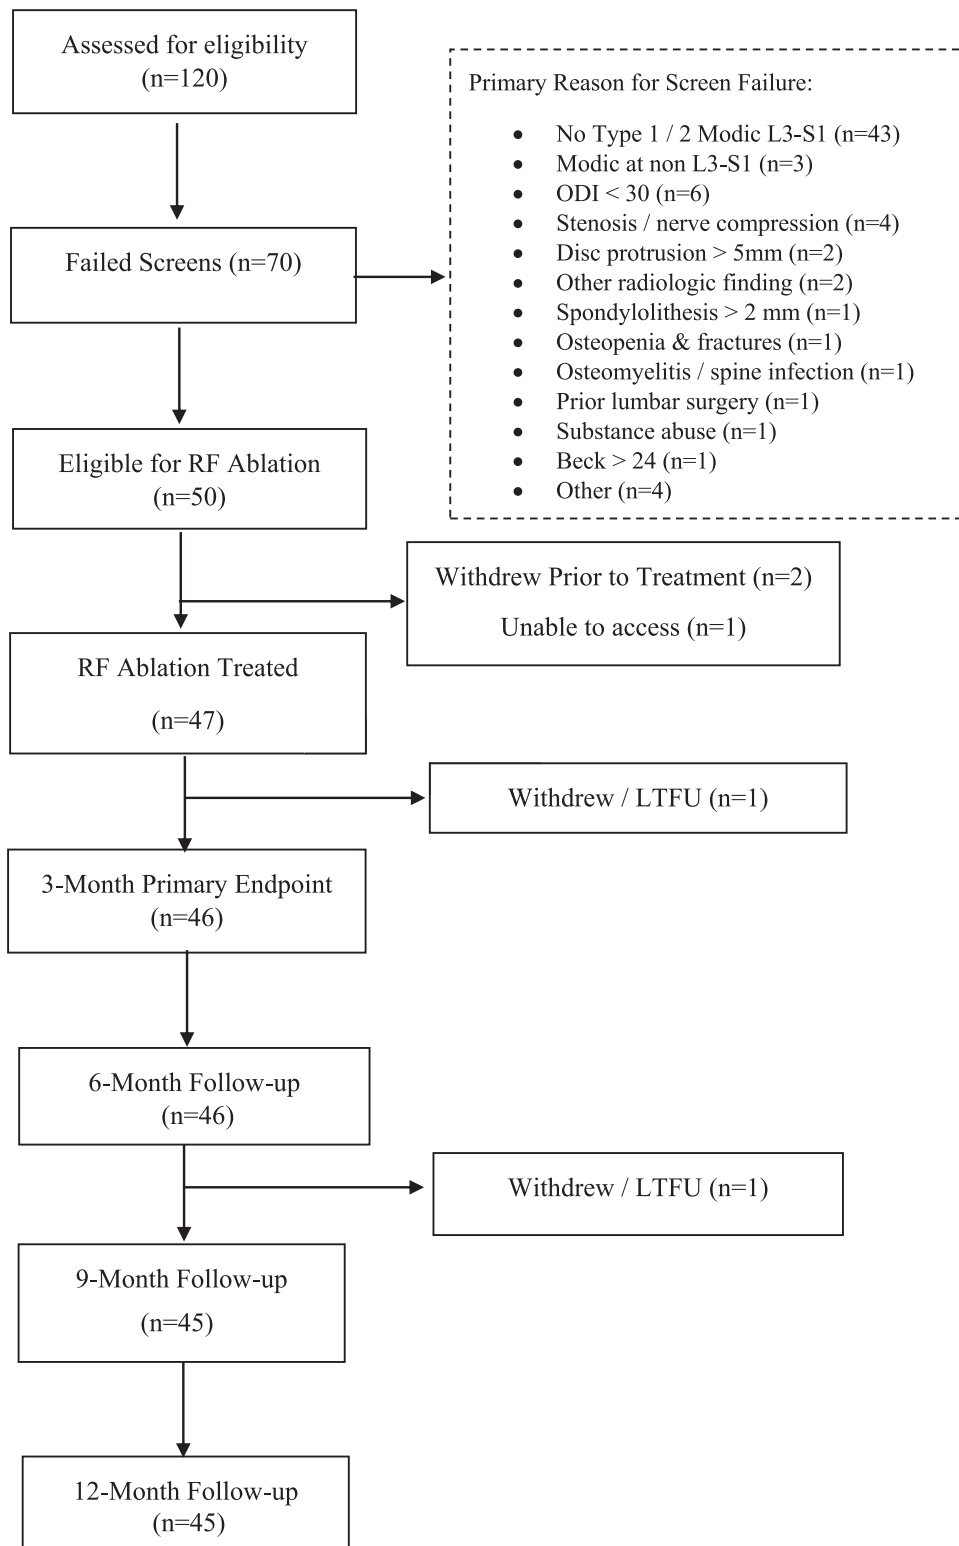 Assessed for eligibility
(n=120)
Primary Reason for Screen Failure:
• No Type 1 / 2 Modic L3-S1 (n=43)
• Modic at non L3-S1 (n=3)
• ODI < 30 (n=6)
• Stenosis / nerve compression (n=4)
• Disc protrusion > 5mm (n=2)
• Other radiologic finding (n=2)
• Spondylolithesis > 2 mm (n=1)
• Osteopenia & fractures (n=1)
• Osteomyelitis / spine infection (n=1)
• Prior lumbar surgery (n=1)
• Substance abuse (n=1)
• Beck > 24 (n=1)
• Other (n=4)
Failed Screens (n=70)
Eligible for RF Ablation
(n=50)
Withdrew Prior to Treatment (n=2)
Unable to access (n=1)
RF Ablation Treated
(n=47)
Withdrew / LTFU (n=1)
3-Month Primary Endpoint
(n=46)
6-Month Follow-up
(n=46)
Withdrew / LTFU (n=1)
9-Month Follow-up
(n=45)
12-Month Follow-up
(n=45)